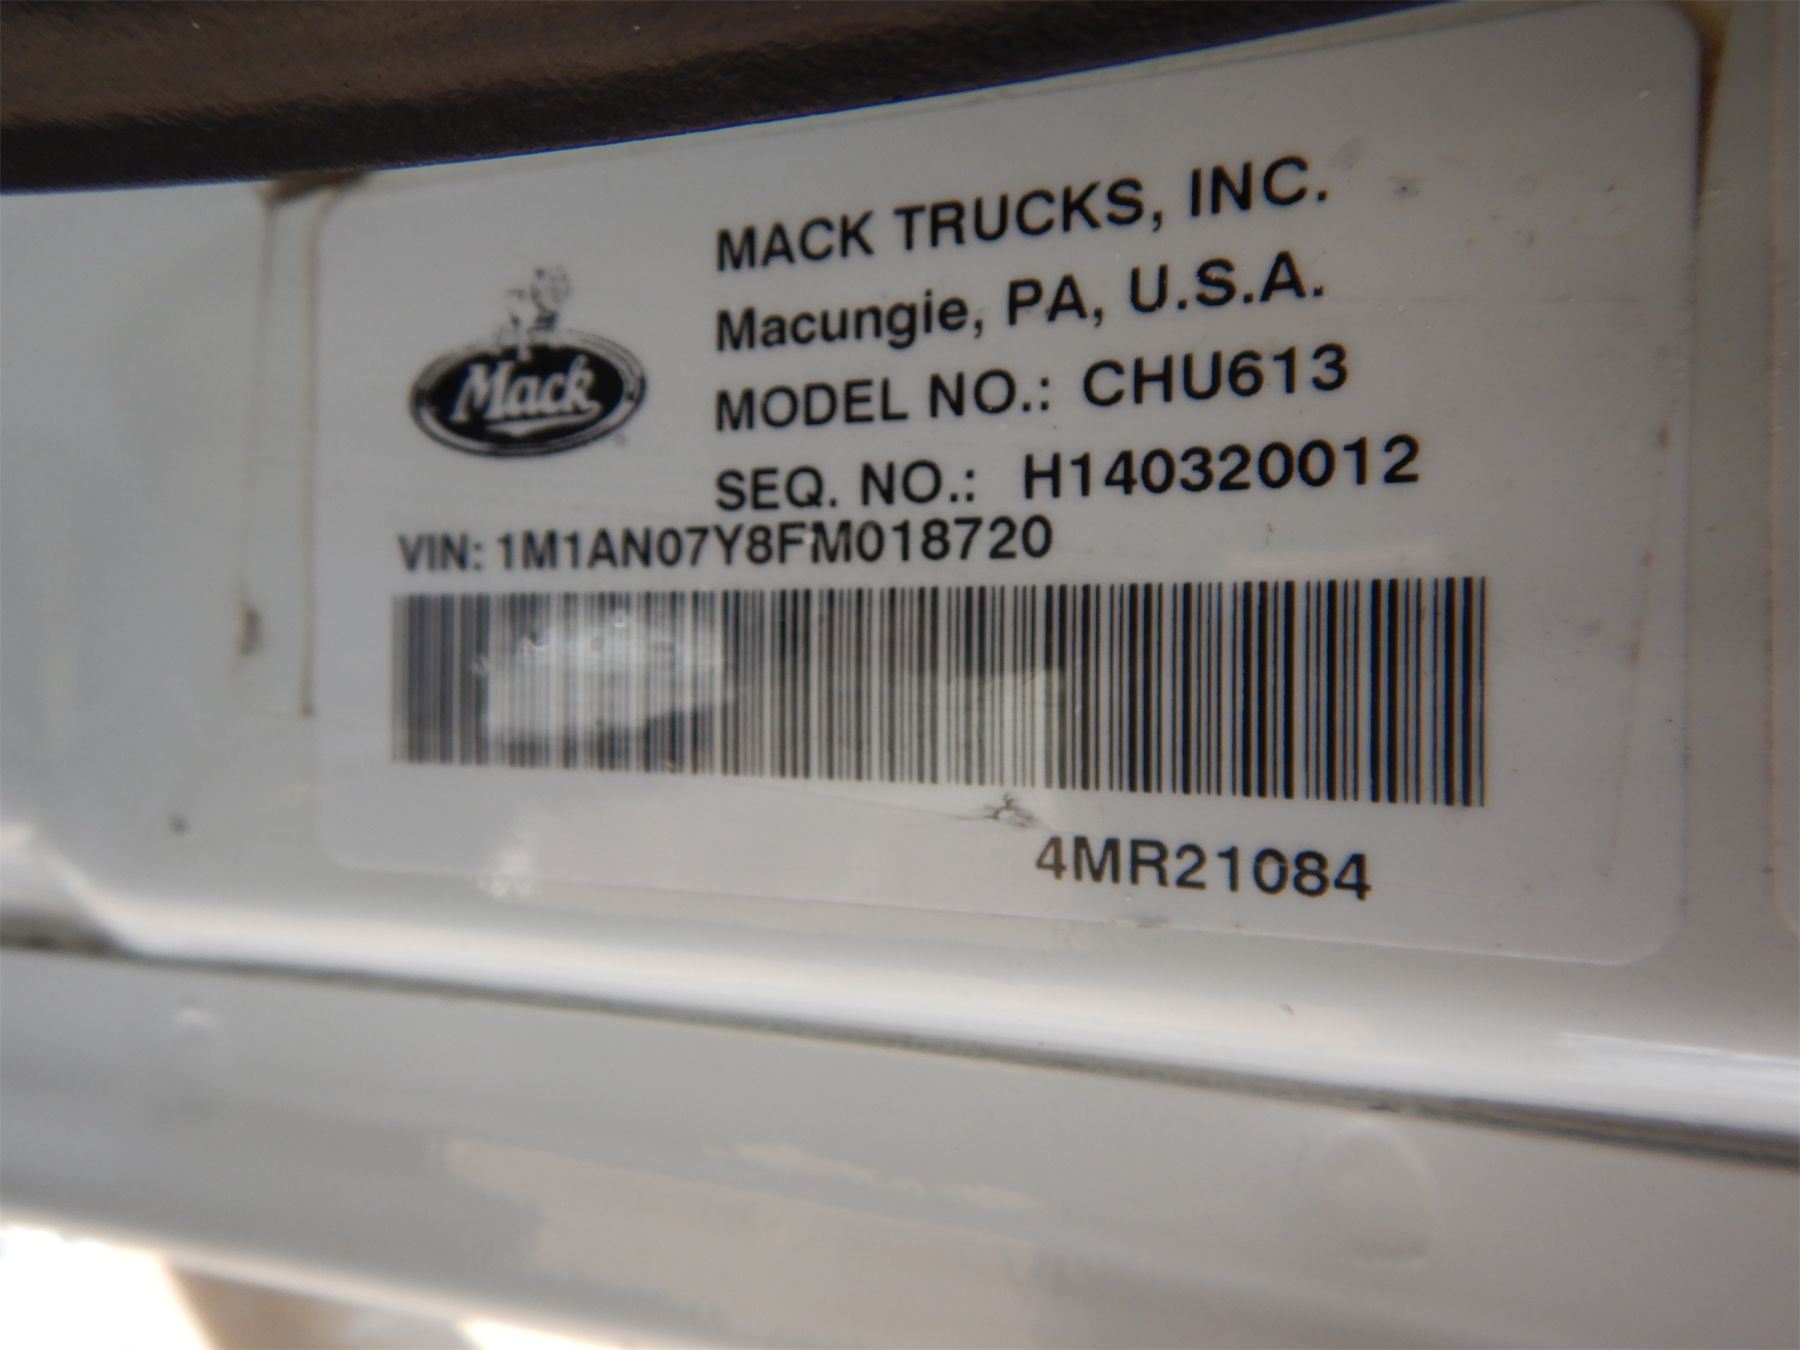 MACK TRUCKS, INC.
Macungie, PA, U.S.A.
Mack
MODEL NO.: CHU613
SEQ. NO.: H140320012
VIN: 1M1AN07Y8FM018720
4MR21084